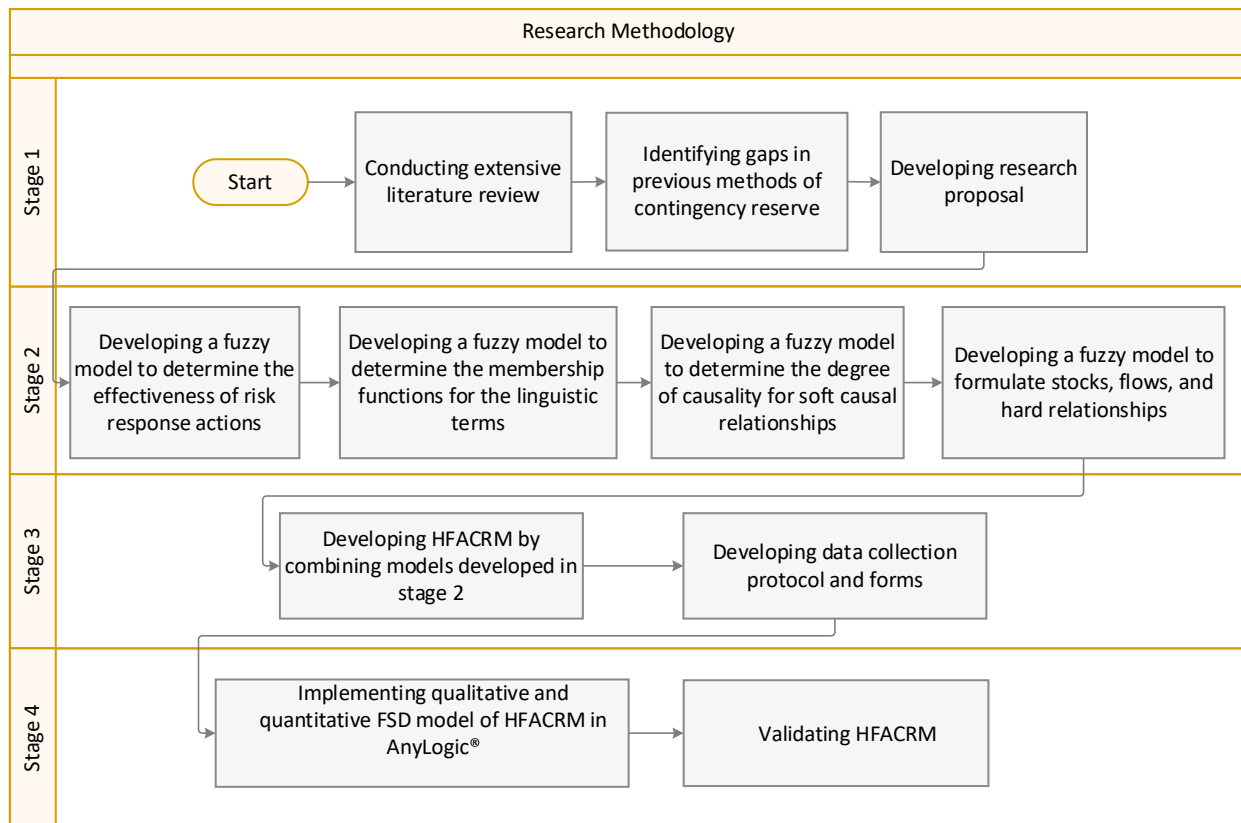 Research Methodology
Stage 1
Start
Conducting extensive
literature review
Identifying gaps in
previous methods of
contingency reserve
Developing research
proposal
Stage 2
Developing a fuzzy
model to determine the
effectiveness of risk
response actions
Developing a fuzzy model to
determine the membership
functions for the linguistic
terms
Developing a fuzzy model
to determine the degree
of causality for soft causal
relationships
Developing a fuzzy model to
formulate stocks, flows, and
hard relationships
Stage 3
Developing HFACRM by
combining models developed in
stage 2
Developing data collection
protocol and forms
Stage 4
Implementing qualitative and
quantitative FSD model of HFACRM in
AnyLogic®
Validating HFACRM